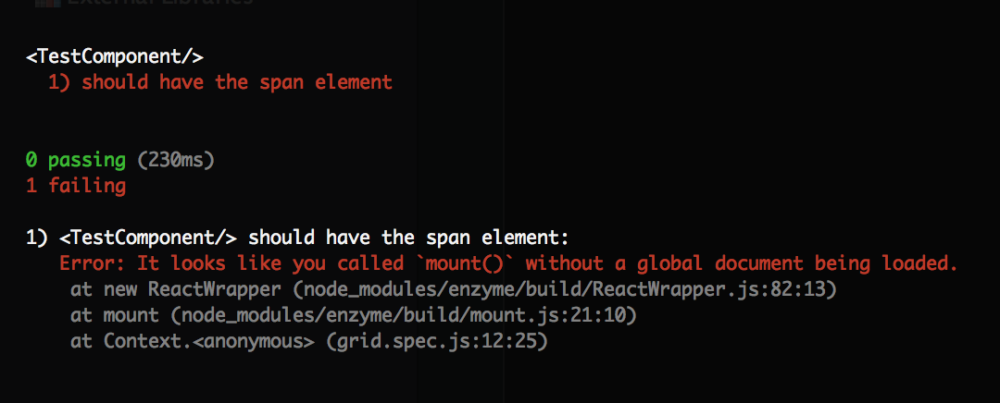 External Libraries
<TestComponent/>
1) should have the span element
0 passing (230ms)
1 failing
1) <TestComponent/> should have the span element:
Error: It looks like you called `mount()` without a global document being loaded.
at new ReactWrapper (node_modules/enzyme/build/ReactWrapper.js:82:13)
at mount (node_modules/enzyme/build/mount.js:21:10)
at Context.<anonymous> (grid.spec.js:12:25)